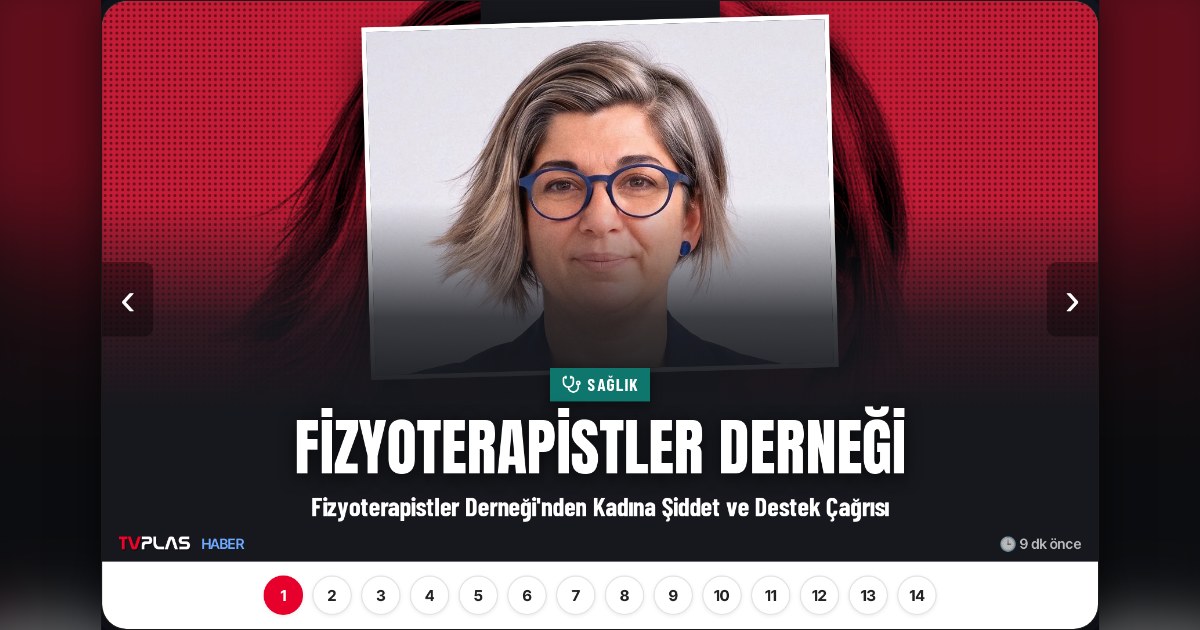 SAĞLIK
FİZYOTERAPİSTLER DERNEĞİ
Fizyoterapistler Derneği'nden Kadına Şiddet ve Destek Çağrısı
TVPLAS HABER
9 dk önce
1 2 3 4 5 6 7 8 9 10 11 12 13 14